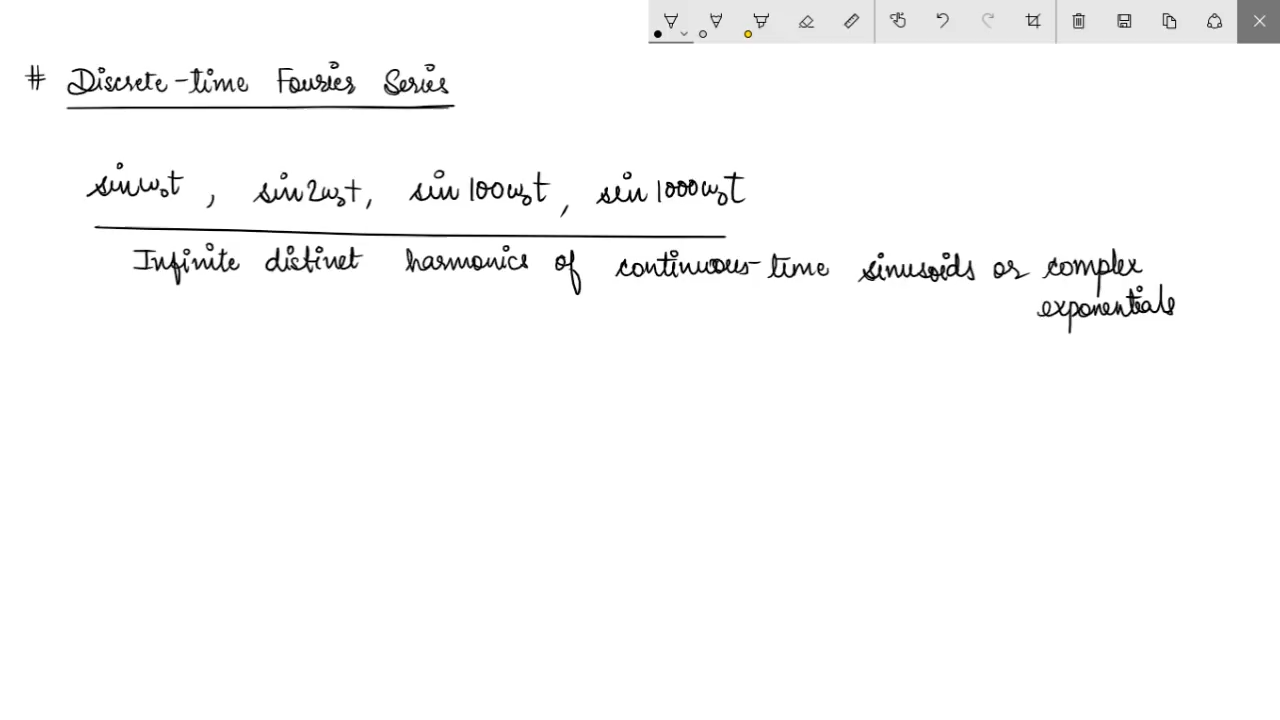 # Discrete-time Fourier Series
sinω₀t , sin2ω₀t, sin100ω₀t, sin1000ω₀t
Infinite distinct harmonics of continuous-time sinusoids or complex
exponentials